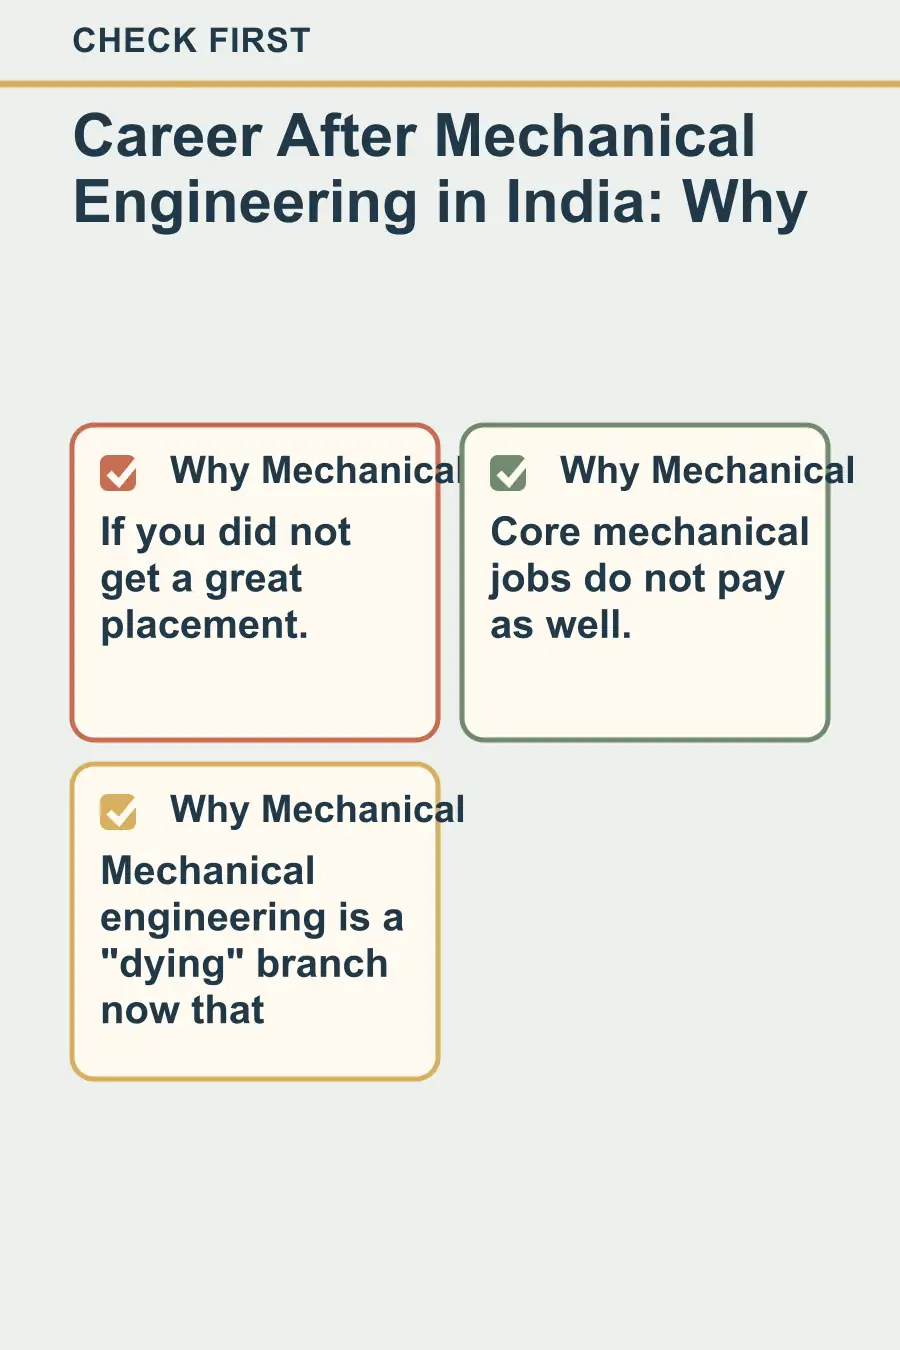 CHECK FIRST
Career After Mechanical
Engineering in India: Why
Why Mechanical
If you did not
get a great
placement.
Why Mechanical
Core mechanical
jobs do not pay
as well.
Why Mechanical
Mechanical
engineering is a
"dying" branch
now that